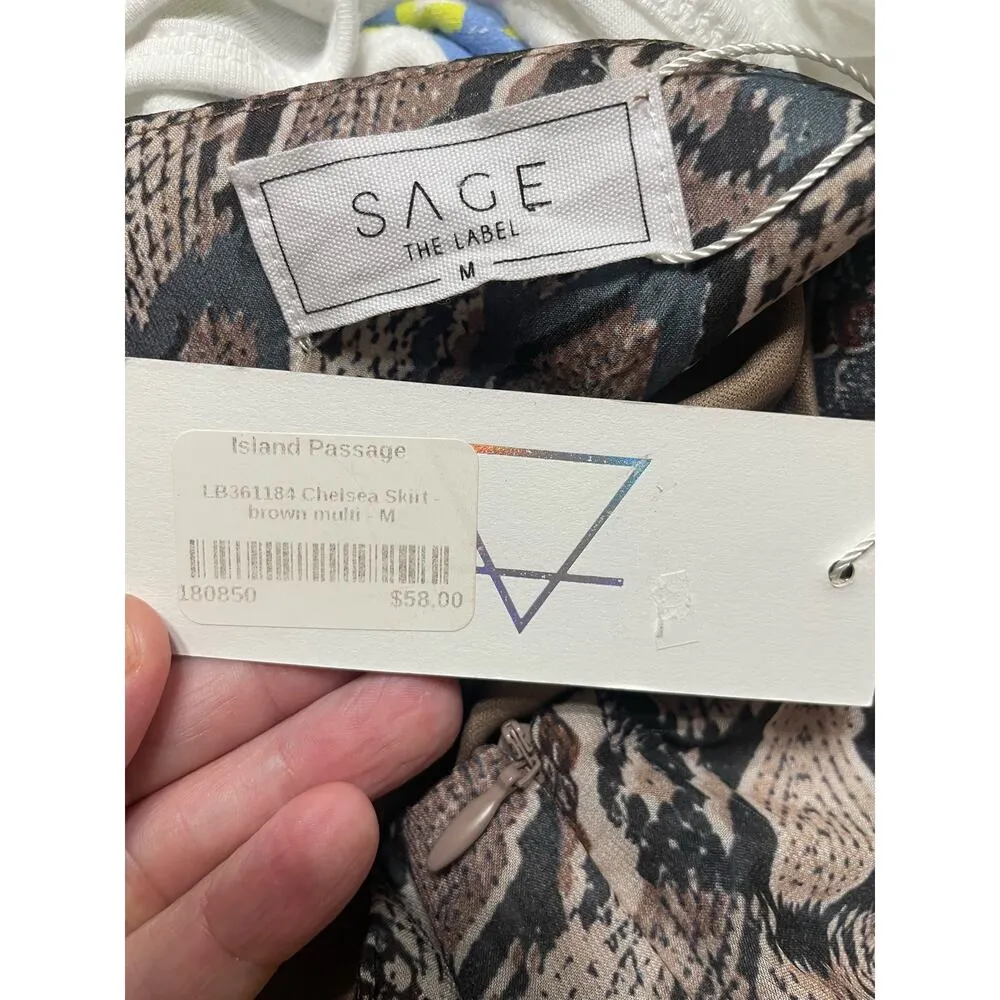 SAGE
THE LABEL
M
Island Passage
LB361184 Chelsea Skirt -
brown multi - M
180850 $58.00